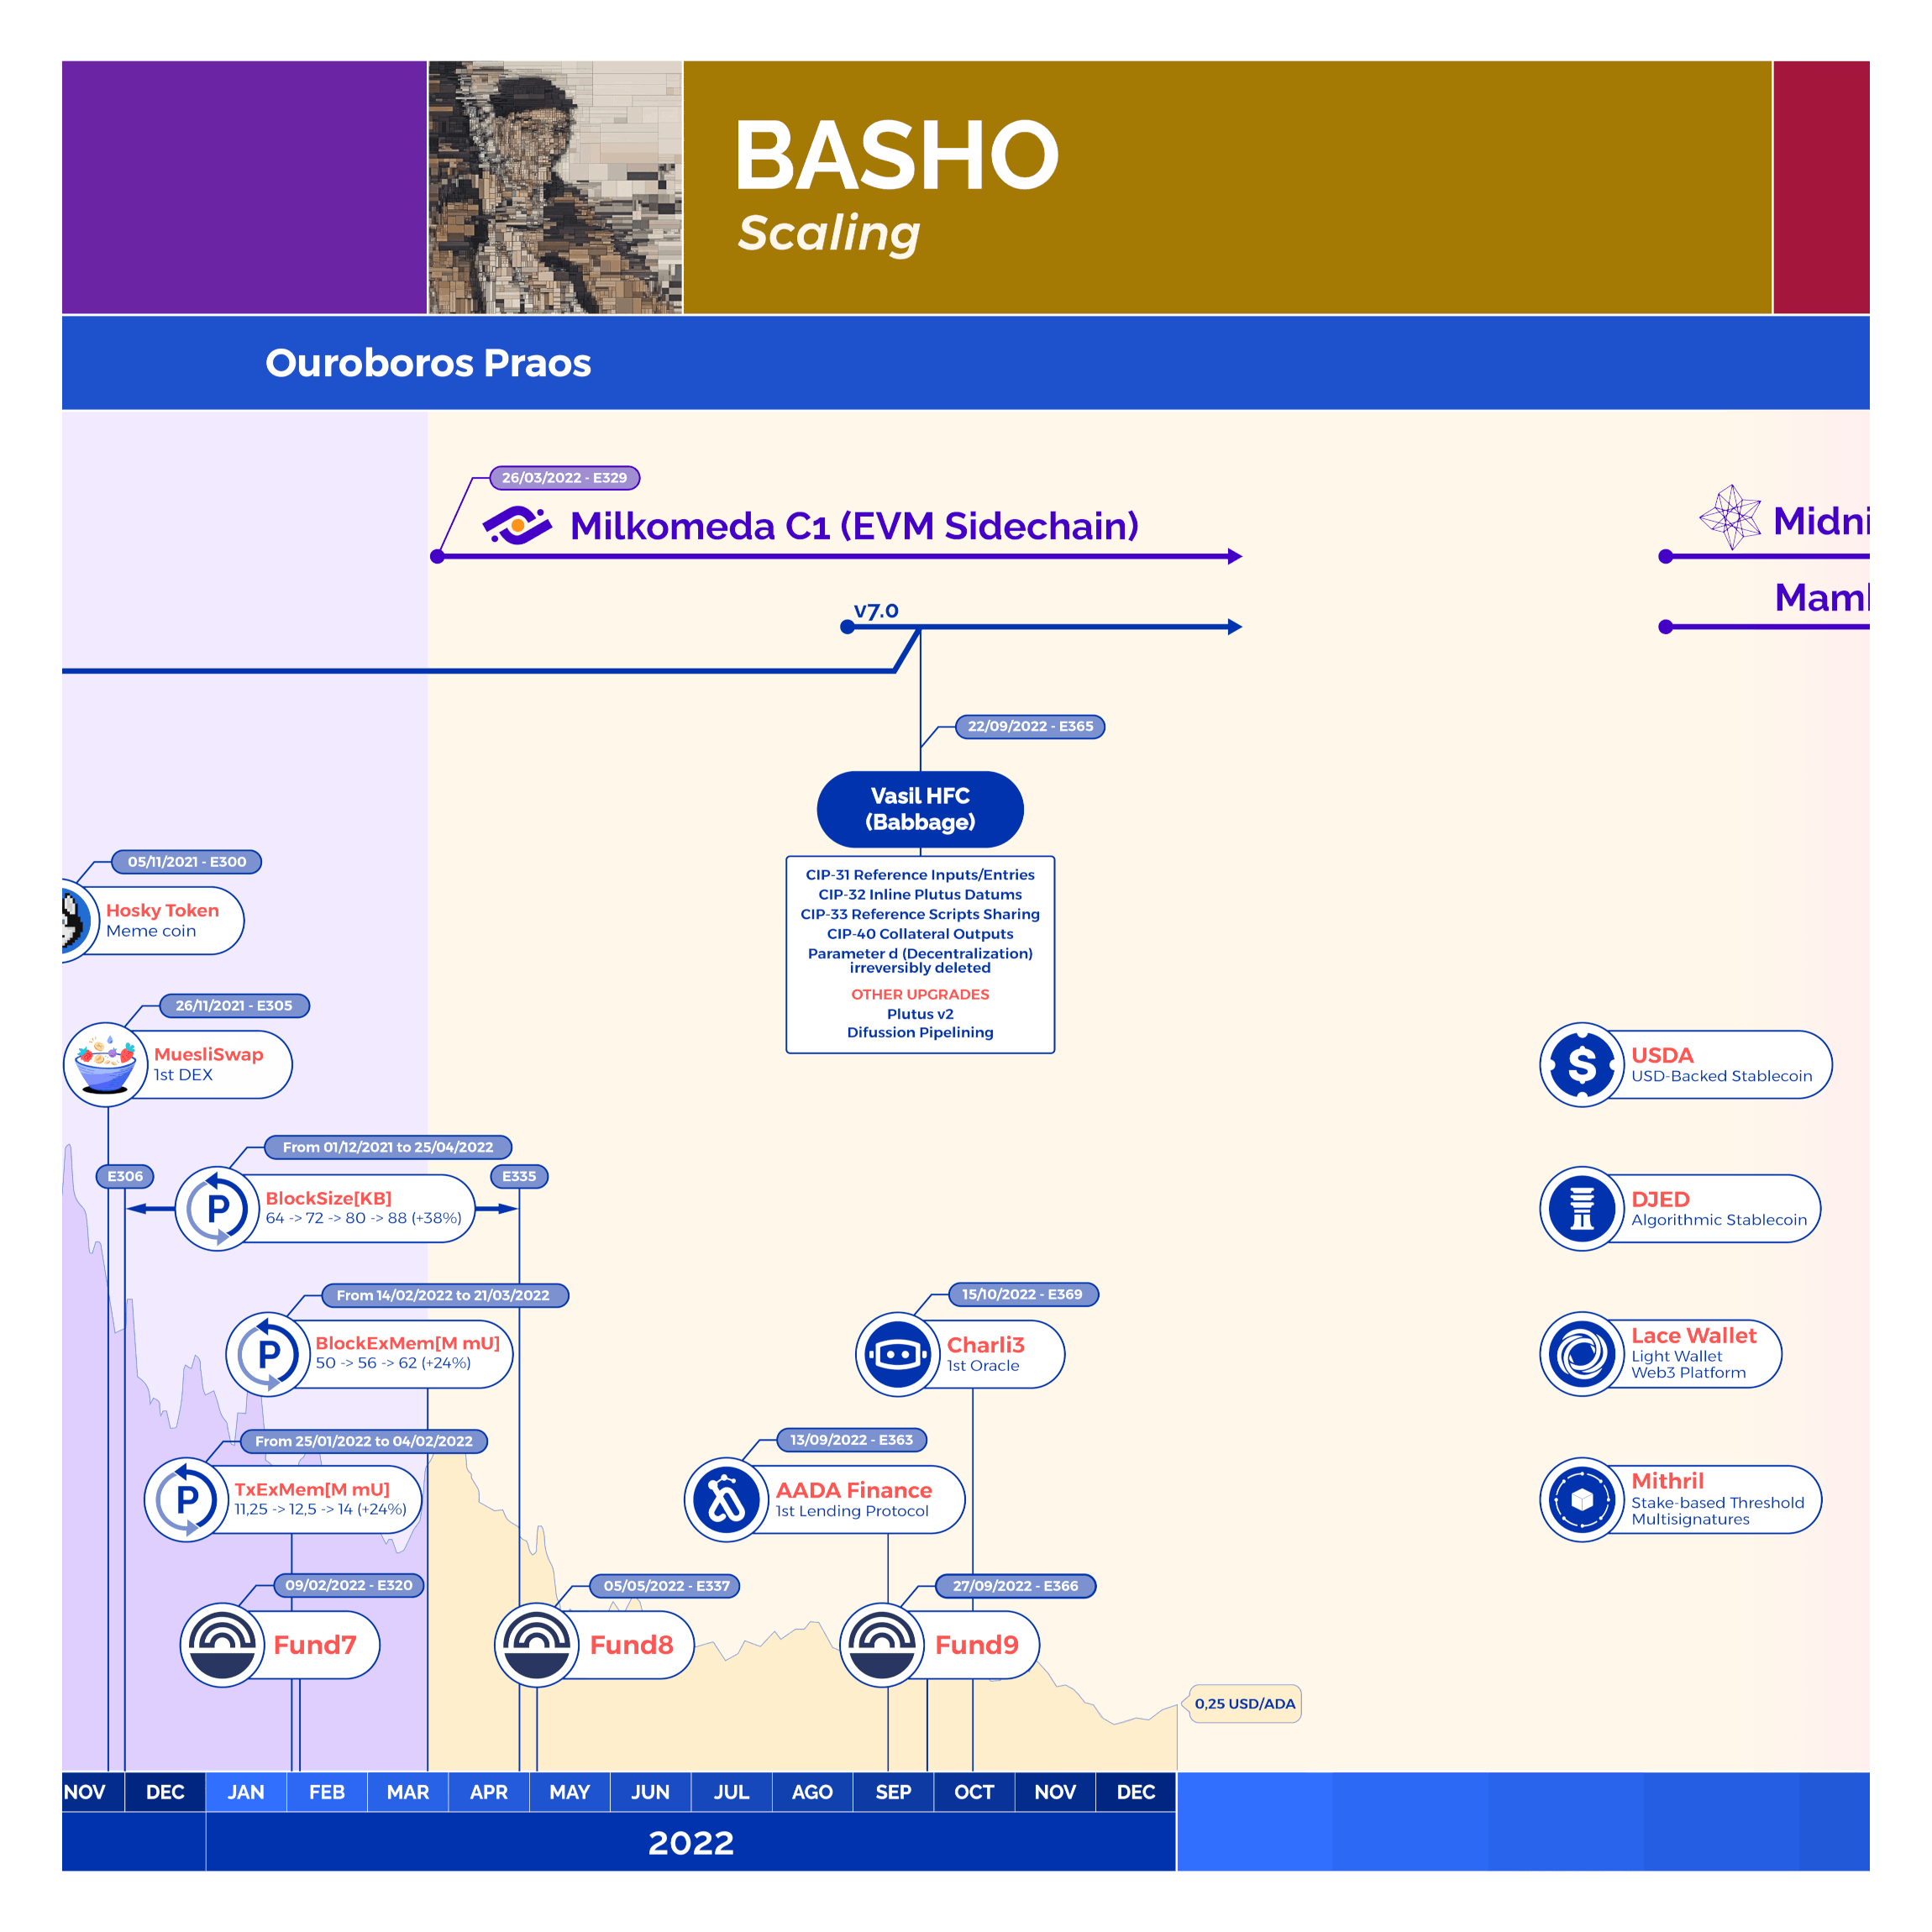 BASHO
Scaling
Ouroboros Praos
26/03/2022 - E329
Milkomeda C1 (EVM Sidechain)
Midni
v7.0
Maml
22/09/2022 - E365
Vasil HFC
(Babbage)
CIP-31 Reference Inputs/Entries
CIP-32 Inline Plutus Datums
CIP-33 Reference Scripts Sharing
CIP-40 Collateral Outputs
Parameter d (Decentralization)
irreversibly deleted
OTHER UPGRADES
Plutus v2
Difussion Pipelining
05/11/2021 - E300
Hosky Token
Meme coin
26/11/2021 - E305
MuesliSwap
1st DEX
USDA
USD-Backed Stablecoin
From 01/12/2021 to 25/04/2022
E306
E335
P
BlockSize[KB]
64 -> 72 -> 80 -> 88 (+38%)
DJED
Algorithmic Stablecoin
From 14/02/2022 to 21/03/2022
P
BlockExMem[M mU]
50 -> 56 -> 62 (+24%)
15/10/2022 - E369
Charli3
1st Oracle
Lace Wallet
Light Wallet
Web3 Platform
From 25/01/2022 to 04/02/2022
P
TxExMem[M mU]
11,25 -> 12,5 -> 14 (+24%)
13/09/2022 - E363
AADA Finance
1st Lending Protocol
Mithril
Stake-based Threshold
Multisignatures
09/02/2022 - E320
Fund7
05/05/2022 - E337
Fund8
27/09/2022 - E366
Fund9
0,25 USD/ADA
NOV DEC JAN FEB MAR APR MAY JUN JUL AGO SEP OCT NOV DEC
2022